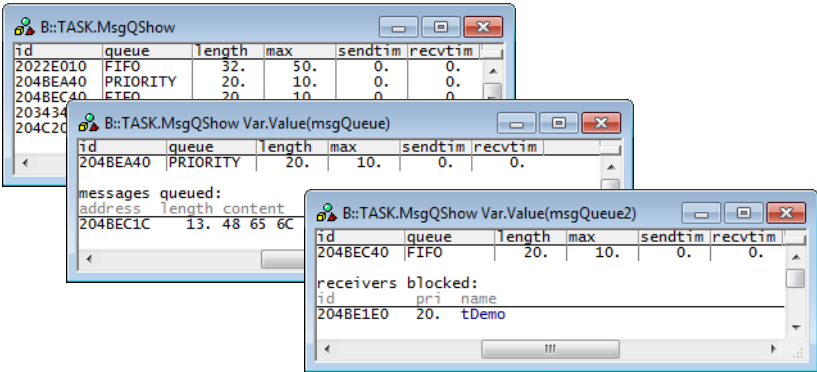 B::TASK.MsgQShow
id queue length max sendtim recvtim
2022E010 FIFO 32. 50. 0. 0.
204BEA40 PRIORITY 20. 10. 0. 0.
204BEC40 FIFO 20. 10. 0. 0.
203434
204C20
B::TASK.MsgQShow Var.Value(msgQueue)
id queue length max sendtim recvtim
204BEA40 PRIORITY 20. 10. 0. 0.
messages queued:
address length content
204BEC1C 13. 48 65 6C
B::TASK.MsgQShow Var.Value(msgQueue2)
id queue length max sendtim recvtim
204BEC40 FIFO 20. 10. 0. 0.
receivers blocked:
id pri name
204BE1E0 20. tDemo